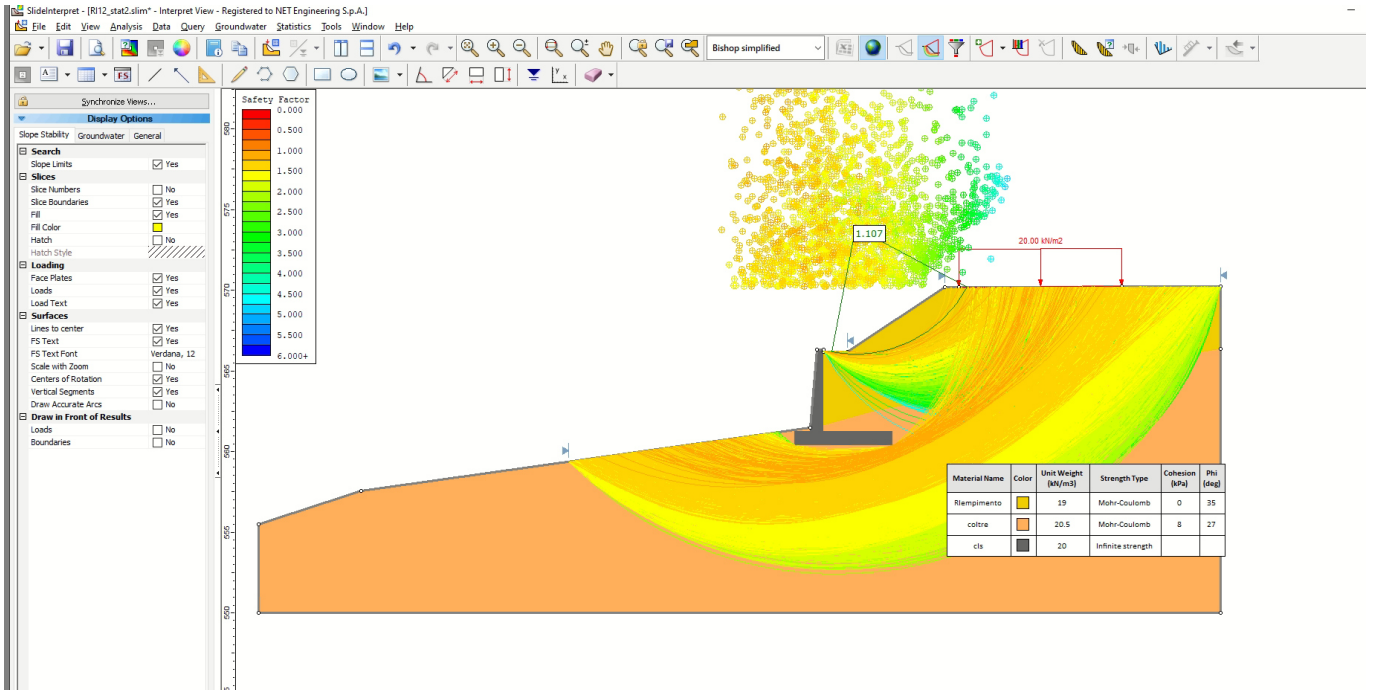 SlideInterpret - [RI12_stat2.slim* - Interpret View - Registered to NET Engineering S.p.A.]
File Edit View Analysis Data Query Groundwater Statistics Tools Window Help
Bishop simplified
FS
Synchronize Views...
Display Options
Slope Stability Groundwater General
Search
Slope Limits Yes
Slices
Slice Numbers No
Slice Boundaries Yes
Fill Yes
Fill Color
Hatch No
Hatch Style
Loading
Face Plates Yes
Loads Yes
Load Text Yes
Surfaces
Lines to center Yes
FS Text Yes
FS Text Font Verdana, 12
Scale with Zoom No
Centers of Rotation Yes
Vertical Segments Yes
Draw Accurate Arcs No
Draw in Front of Results
Loads No
Boundaries No
Safety Factor
0.000
0.500
1.000
1.500
2.000
2.500
3.000
3.500
4.000
4.500
5.000
5.500
6.000+
580
575
570
565
560
555
550
1.107
20.00 kN/m2
Material Name Color Unit Weight (kN/m3) Strength Type Cohesion (kPa) Phi (deg)
RIempimento 19 Mohr-Coulomb 0 35
coltre 20.5 Mohr-Coulomb 8 27
cls 20 Infinite strength